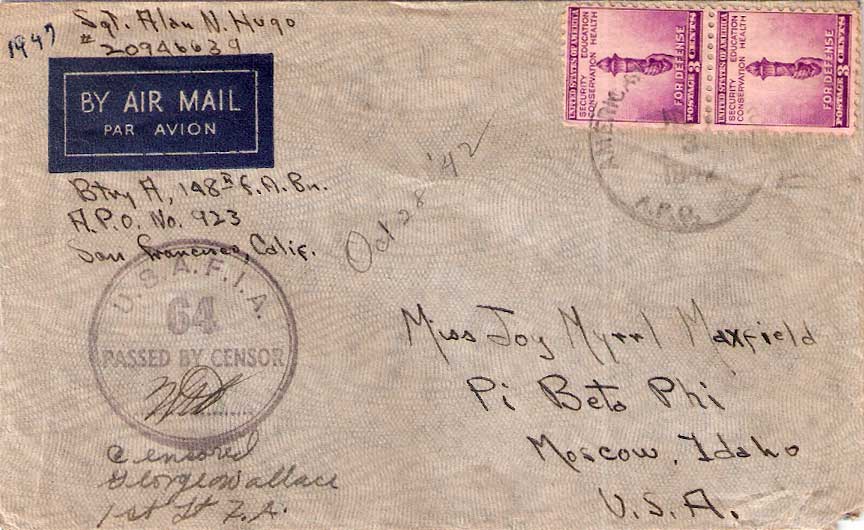 1947
Sgt. Alan N. Hugo
# 20946639
BY AIR MAIL
PAR AVION
Btry A, 148th F.A.Bn.
A.P.O. No. 923
San Francisco, Calif.
Oct 28 '42
U.S.A.F.I.A.
64
PASSED BY CENSOR
Censored
George Wallace
1st Lt F.A.
UNITED STATES OF AMERICA
SECURITY EDUCATION
CONSERVATION HEALTH
FOR DEFENSE
POSTAGE 3 CENTS
UNITED STATES OF AMERICA
SECURITY EDUCATION
CONSERVATION HEALTH
FOR DEFENSE
POSTAGE 3 CENTS
AMERICAN
A.P.O.
Miss Joy Myrrl Maxfield
Pi Beta Phi
Moscow, Idaho
U.S.A.